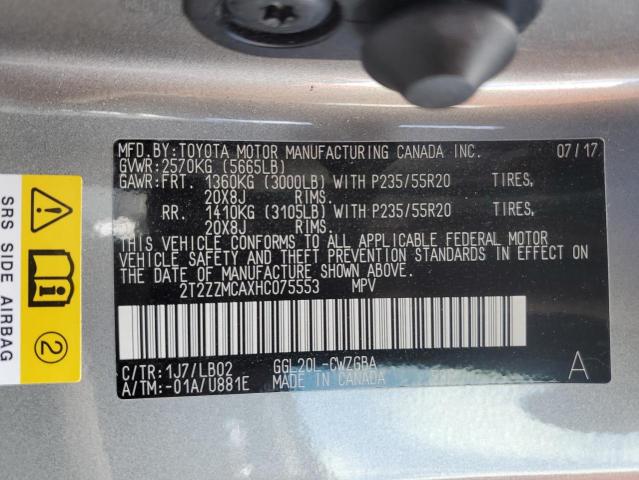 MFD.BY:TOYOTA MOTOR MANUFACTURING CANADA INC. 07/17
GVWR:2570KG (5665LB)
GAWR:FRT. 1360KG (3000LB) WITH P235/55R20 TIRES,
20X8J RIMS.
RR. 1410KG (3105LB) WITH P235/55R20 TIRES,
20X8J RIMS.
THIS VEHICLE CONFORMS TO ALL APPLICABLE FEDERAL MOTOR
VEHICLE SAFETY AND THEFT PREVENTION STANDARDS IN EFFECT ON
THE DATE OF MANUFACTURE SHOWN ABOVE.
2T2ZZMCAXHC075553 MPV
C/TR:1J7/LB02 GGL20L-CWZGBA
A/TM:-01A/U881E MADE IN CANADA A
SRS SIDE AIRBAG
2